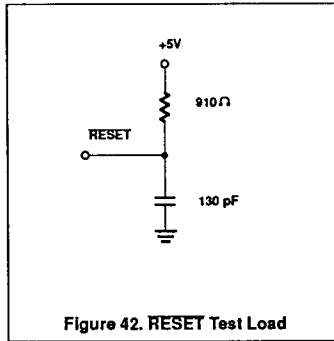 +5V
910Ω
RESET
130 pF
Figure 42. RESET Test Load